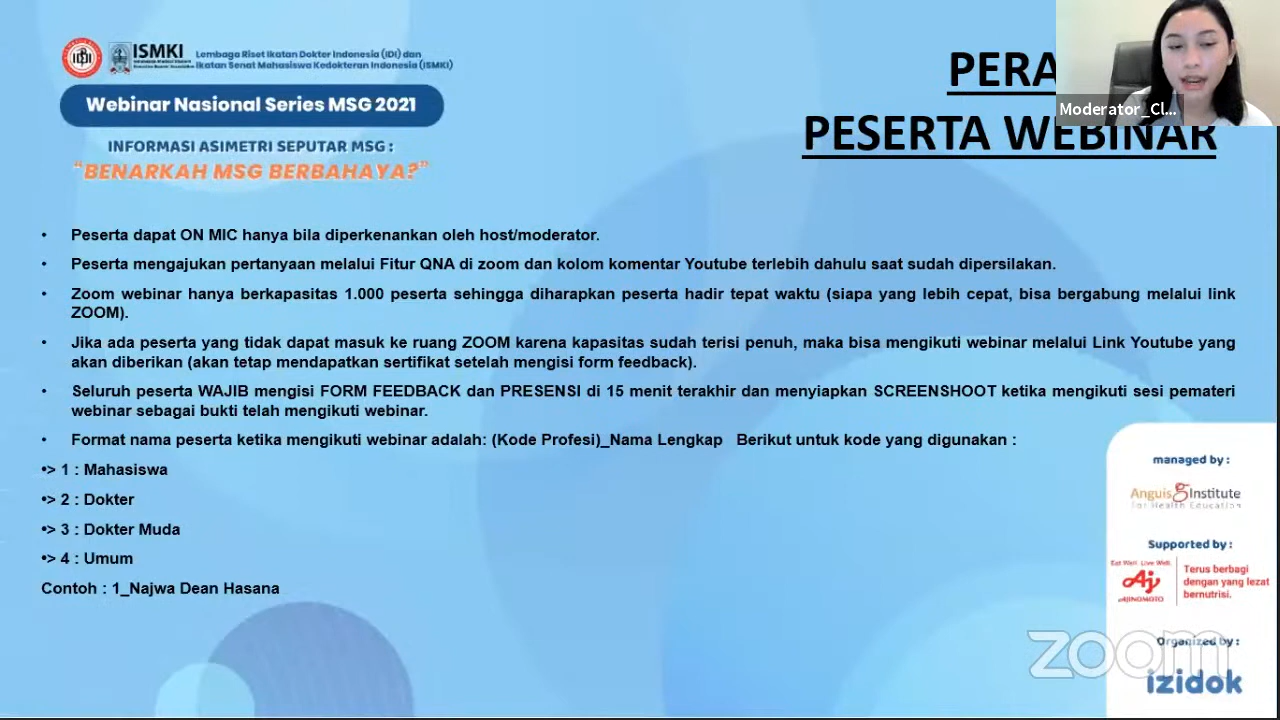 ISMKI
Lembaga Riset Ikatan Dokter Indonesia (IDI) dan
Ikatan Senat Mahasiswa Kedokteran Indonesia (ISMKI)
Webinar Nasional Series MSG 2021
INFORMASI ASIMETRI SEPUTAR MSG :
"BENARKAH MSG BERBAHAYA?"
PERA
PESERTA WEBINAR
Moderator_Cl...
• Peserta dapat ON MIC hanya bila diperkenankan oleh host/moderator.
• Peserta mengajukan pertanyaan melalui Fitur QNA di zoom dan kolom komentar Youtube terlebih dahulu saat sudah dipersilakan.
• Zoom webinar hanya berkapasitas 1.000 peserta sehingga diharapkan peserta hadir tepat waktu (siapa yang lebih cepat, bisa bergabung melalui link
ZOOM).
• Jika ada peserta yang tidak dapat masuk ke ruang ZOOM karena kapasitas sudah terisi penuh, maka bisa mengikuti webinar melalui Link Youtube yang
akan diberikan (akan tetap mendapatkan sertifikat setelah mengisi form feedback).
• Seluruh peserta WAJIB mengisi FORM FEEDBACK dan PRESENSI di 15 menit terakhir dan menyiapkan SCREENSHOOT ketika mengikuti sesi pemateri
webinar sebagai bukti telah mengikuti webinar.
• Format nama peserta ketika mengikuti webinar adalah: (Kode Profesi)_Nama Lengkap Berikut untuk kode yang digunakan :
•> 1 : Mahasiswa
•> 2 : Dokter
•> 3 : Dokter Muda
•> 4 : Umum
Contoh : 1_Najwa Dean Hasana
managed by :
Anguis Institute
For Health Education
Supported by :
Eat Well. Live Well.
Aj
AJINOMOTO
Terus berbagi
dengan yang lezat
bernutrisi.
Organized by :
izidok
zoom